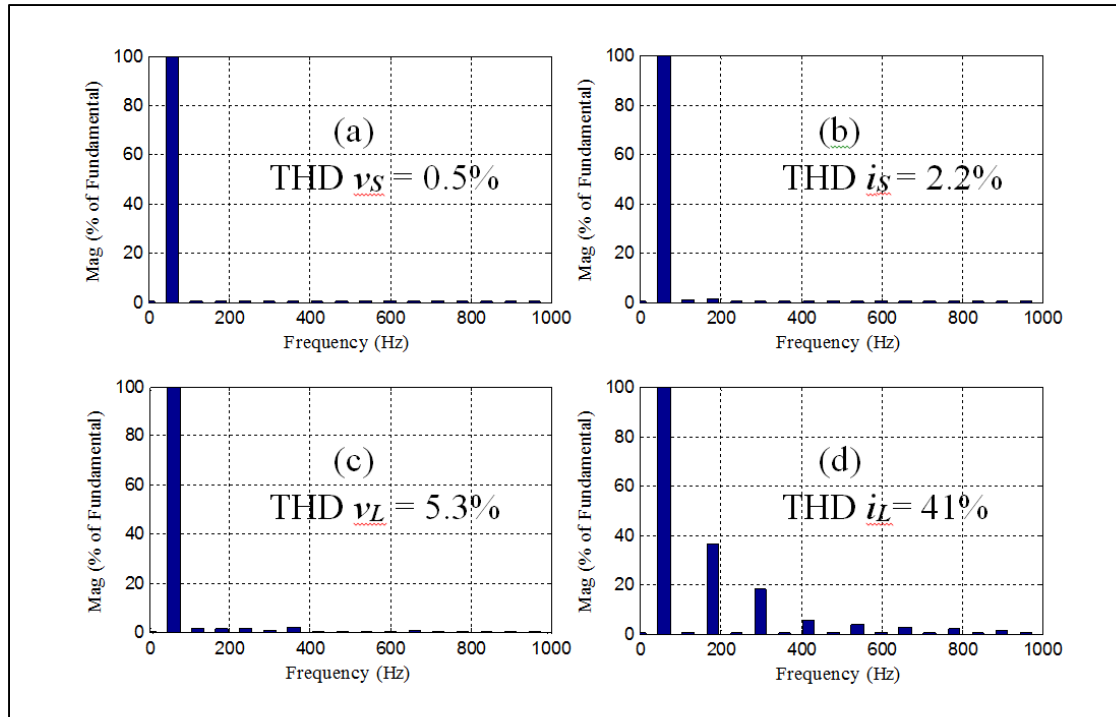 100
80
60
40
20
0
Mag (% of Fundamental)
(a)
THD vS = 0.5%
0 200 400 600 800 1000
Frequency (Hz)
100
80
60
40
20
0
Mag (% of Fundamental)
(b)
THD iS = 2.2%
0 200 400 600 800 1000
Frequency (Hz)
100
80
60
40
20
0
Mag (% of Fundamental)
(c)
THD vL = 5.3%
0 200 400 600 800 1000
Frequency (Hz)
100
80
60
40
20
0
Mag (% of Fundamental)
(d)
THD iL= 41%
0 200 400 600 800 1000
Frequency (Hz)